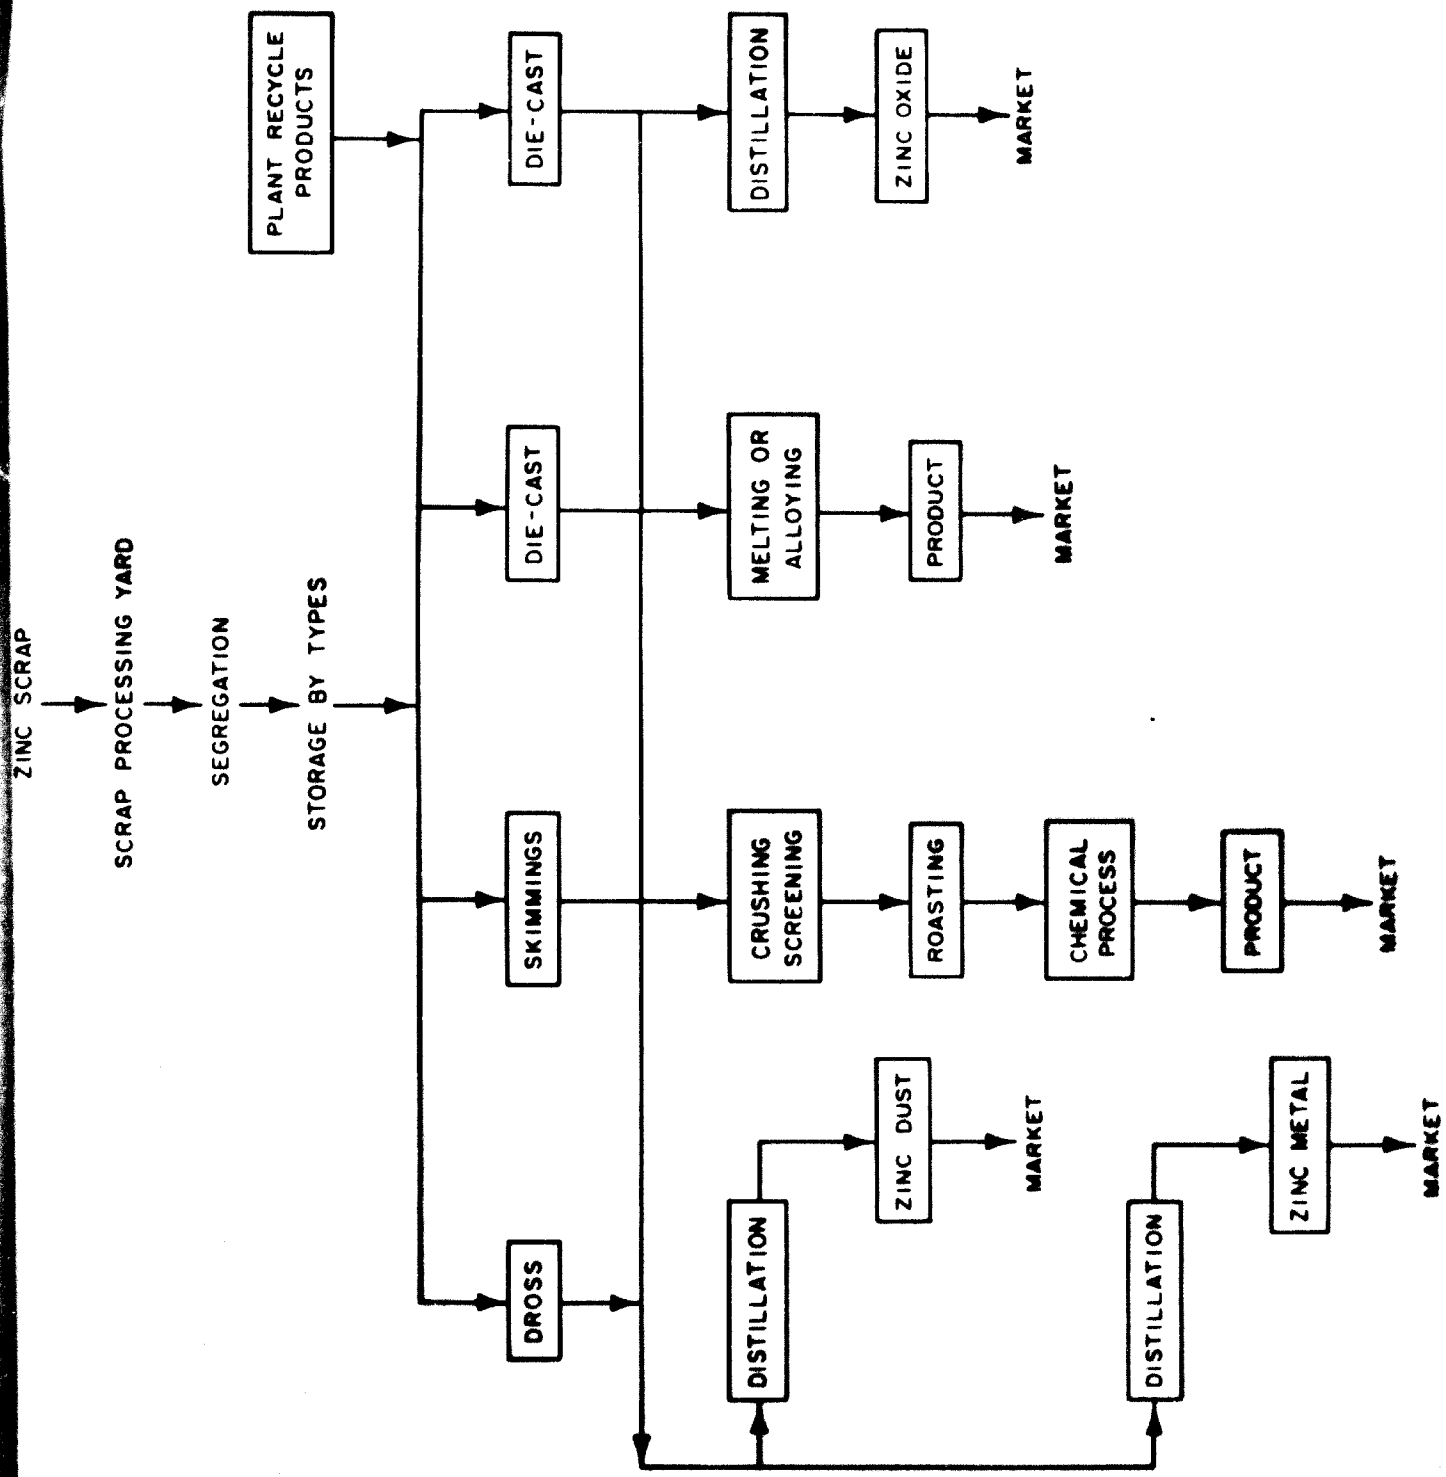 ZINC SCRAP
SCRAP PROCESSING YARD
SEGREGATION
STORAGE BY TYPES
PLANT RECYCLE
PRODUCTS
DROSS
SKIMMINGS
DIE-CAST
DIE-CAST
DISTILLATION
ZINC DUST
MARKET
DISTILLATION
ZINC METAL
MARKET
CRUSHING
SCREENING
ROASTING
CHEMICAL
PROCESS
PRODUCT
MARKET
MELTING OR
ALLOYING
PRODUCT
MARKET
DISTILLATION
ZINC OXIDE
MARKET